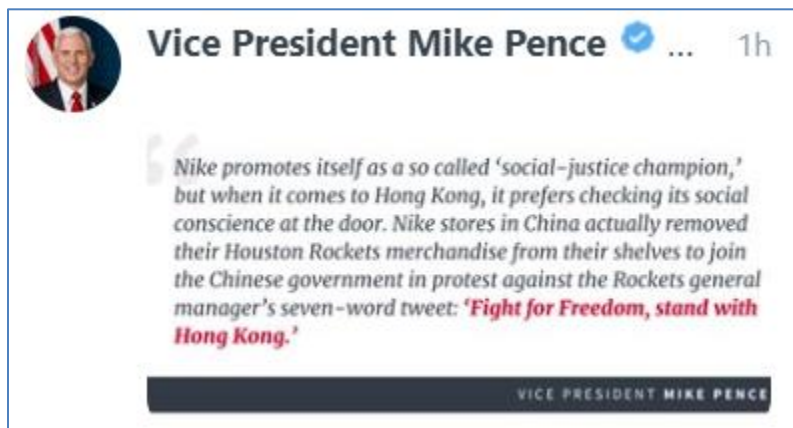 Vice President Mike Pence ... 1h
“
Nike promotes itself as a so called ‘social-justice champion,’
but when it comes to Hong Kong, it prefers checking its social
conscience at the door. Nike stores in China actually removed
their Houston Rockets merchandise from their shelves to join
the Chinese government in protest against the Rockets general
manager’s seven-word tweet: ‘Fight for Freedom, stand with
Hong Kong.’
VICE PRESIDENT MIKE PENCE